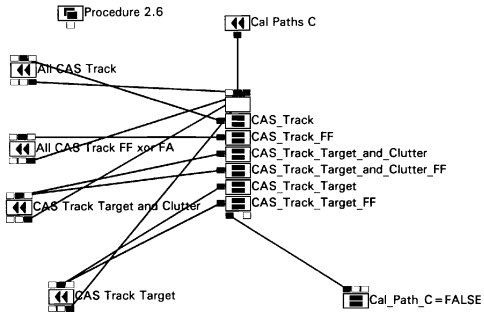 Procedure 2.6
Cal Paths C
All CAS Track
CAS_Track
CAS_Track_FF
All CAS Track FF xor FA
CAS_Track_Target_and_Clutter
CAS_Track_Target_and_Clutter_FF
CAS_Track_Target
CAS Track Target and Clutter
CAS_Track_Target_FF
CAS Track Target
Cal_Path_C=FALSE